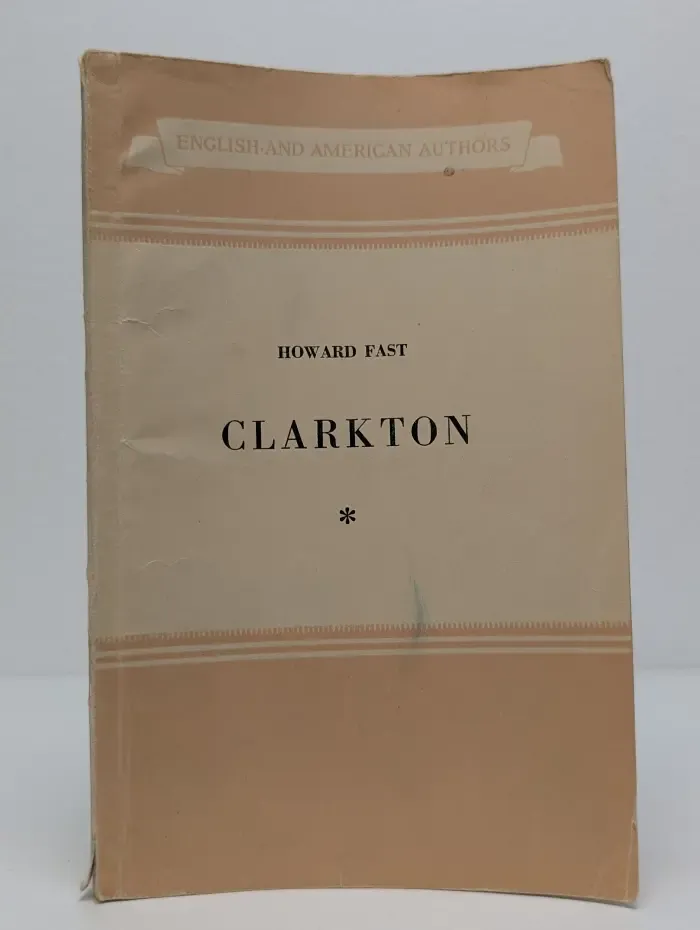 ENGLISH AND AMERICAN AUTHORS
HOWARD FAST
CLARKTON
*